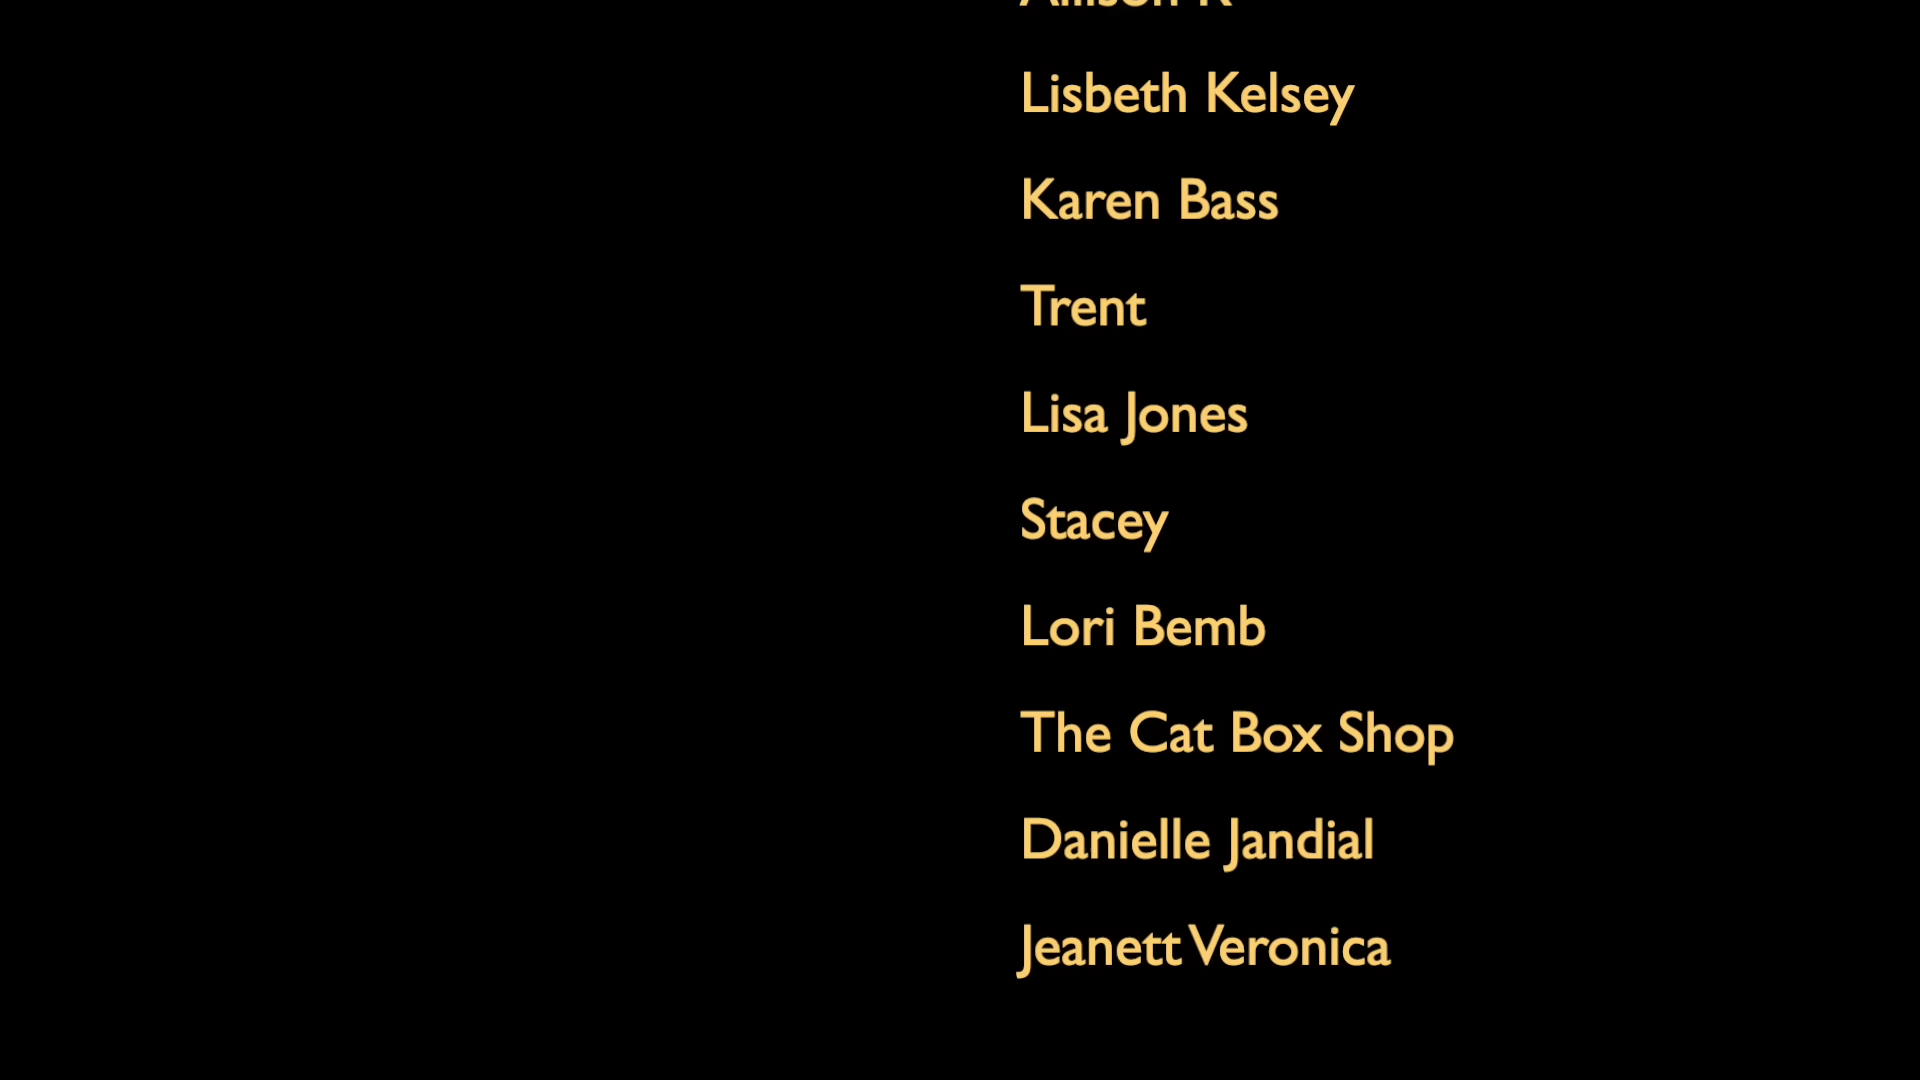 Lisbeth Kelsey
Karen Bass
Trent
Lisa Jones
Stacey
Lori Bemb
The Cat Box Shop
Danielle Jandial
Jeanett Veronica